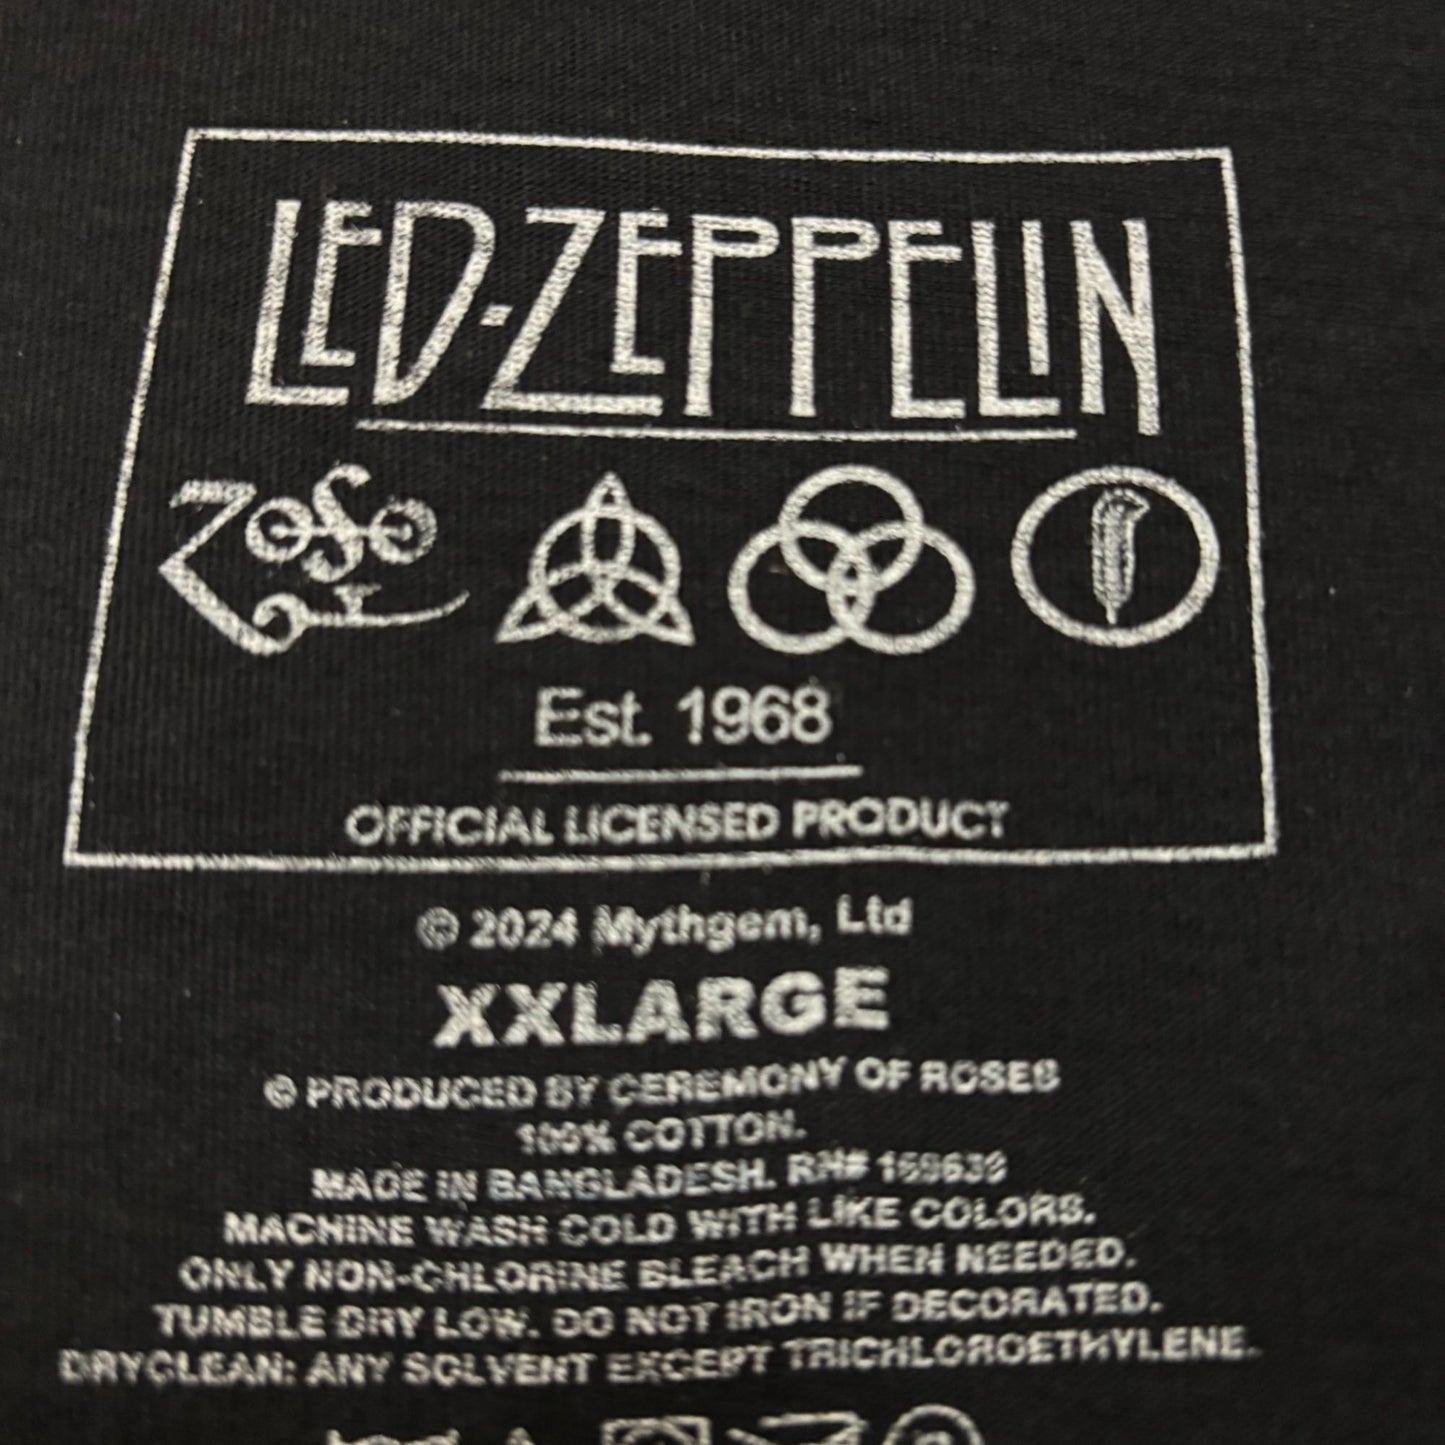 LED-ZEPPELIN
ZOSO
Est. 1968
OFFICIAL LICENSED PRODUCT
© 2024 Mythgem, Ltd
XXLARGE
© PRODUCED BY CEREMONY OF ROSES
100% COTTON.
MADE IN BANGLADESH. RN#
MACHINE WASH COLD WITH LIKE COLORS.
ONLY NON-CHLORINE BLEACH WHEN NEEDED.
TUMBLE DRY LOW. DO NOT IRON IF DECORATED.
DRYCLEAN: ANY SOLVENT EXCEPT TRICHLOROETHYLENE.